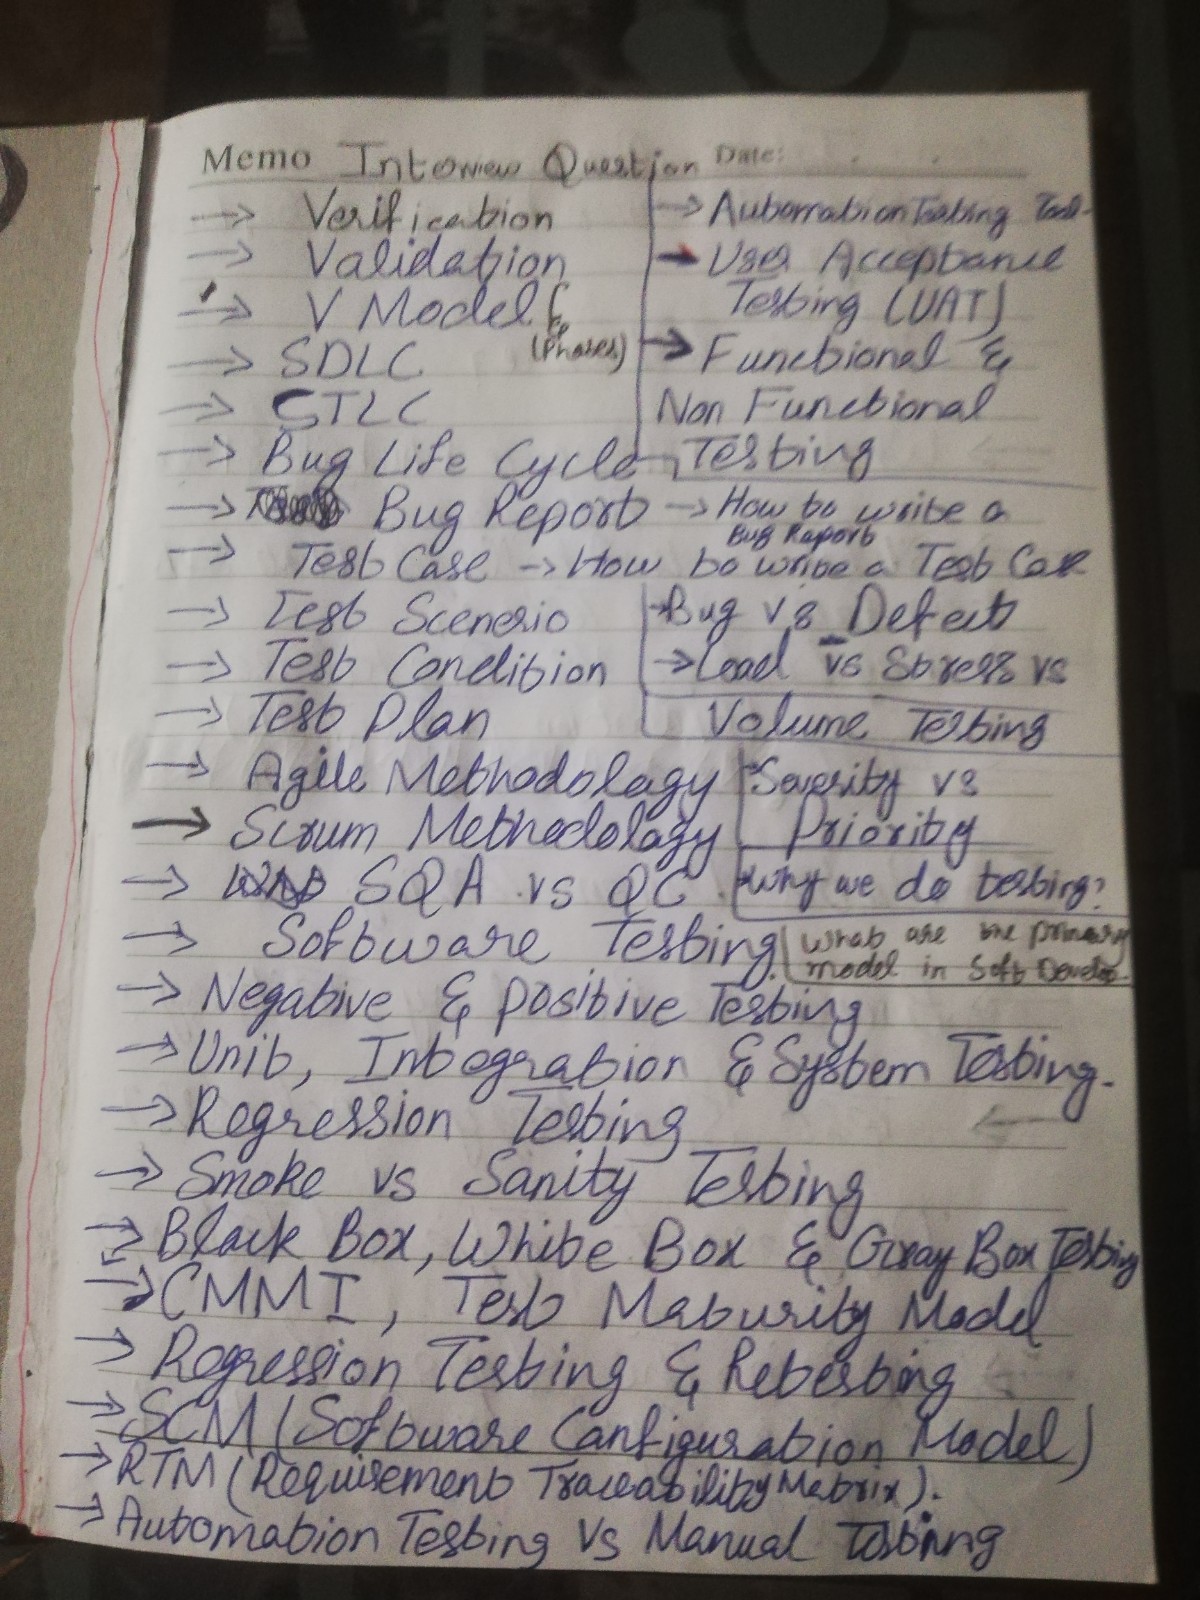 Memo Interview Question Date:
→ Verification
→ Validation
→ V Model &
(Phases)
→ SDLC
→ STLC
→ Bug Life Cycle
→ Automation Testing Tool-
→ User Acceptance
Testing (UAT)
→ Functional &
Non Functional
Testing
→ Bug Report → How to write a
Bug Report
→ Test Case → How to write a Test Case
→ Test Scenerio
→ Test Condition
→ Test Plan
→ Bug vs Defect
→ Load vs Stress vs
Volume Testing
→ Agile Methodology
→ Scrum Methodology
→ SQA vs QC
→ Severity vs
Priority
→ Why we do testing?
→ Software Testing.
What are the primary
model in Soft Develop-
→ Negative & Positive Testing
→ Unit, Integration & System Testing.
→ Regression Testing
→ Smoke vs Sanity Testing
→ Black Box, White Box & Gray Box Testing
→ CMMI, Test Maturity Model
→ Regression Testing & Retesting
→ SCM (Software Configuration Model)
→ RTM (Requirement Traceability Matrix).
→ Automation Testing Vs Manual Testing